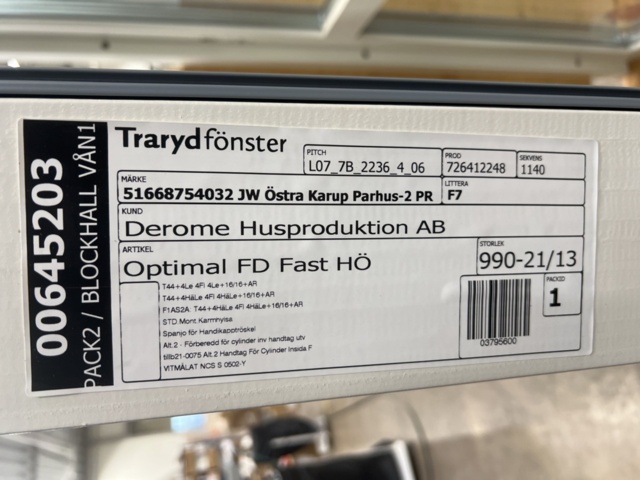 00645203
PACK2 / BLOCKHALL VÅN1
Traryd fönster
PITCH
L07_7B_2236_4_06
PROD
726412248
SEKVENS
1140
MÄRKE
51668754032 JW Östra Karup Parhus-2 PR
LITTERA
F7
KUND
Derome Husproduktion AB
ARTIKEL
Optimal FD Fast HÖ
STORLEK
990-21/13
T44+4Le 4Fl 4Le+16/16+AR
T44+4HäLe 4Fl 4HäLe+16/16+AR
F1AS2A: T44+4HäLe 4Fl 4HäLe+16/16+AR
STD.Mont.Karmhylsa
Spanjo för Handikapptröskel
Alt.2 - Förberedd för cylinder inv handtag utv
tillb21-0075 Alt.2 Handtag För Cylinder Insida F
VITMÅLAT NCS S 0502-Y
PACKID
1
03795600